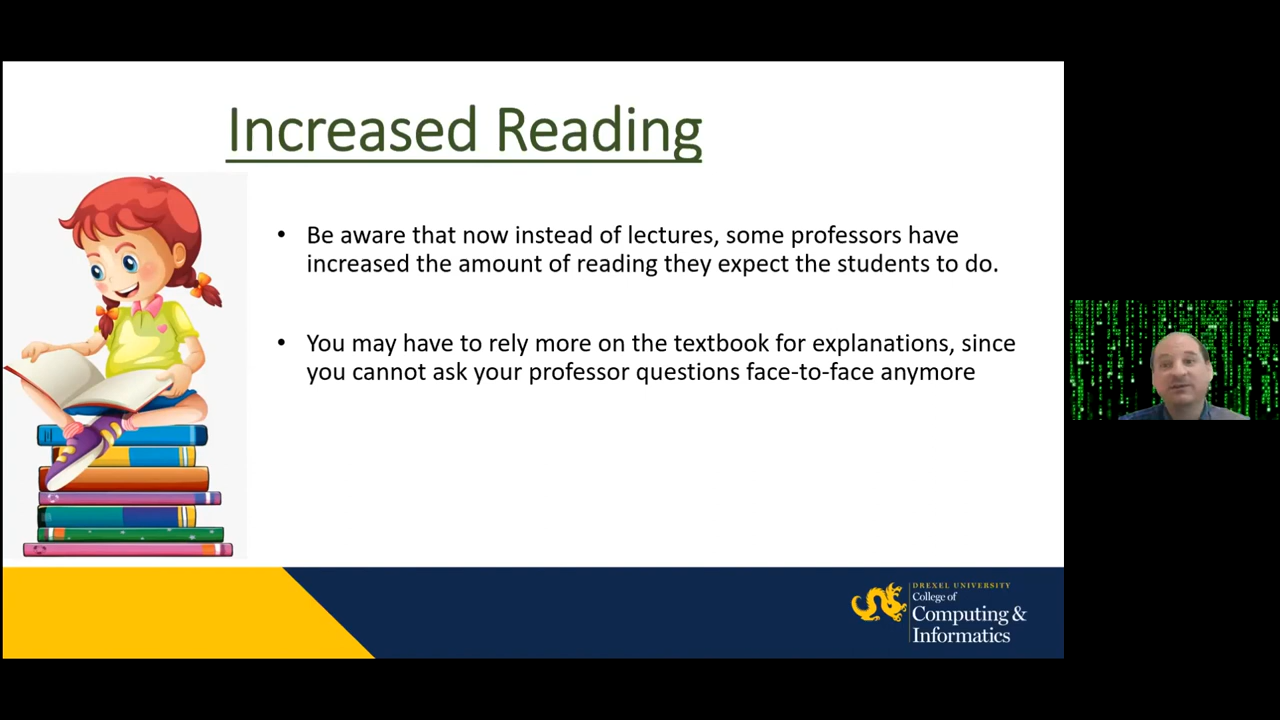 Increased Reading
• Be aware that now instead of lectures, some professors have
increased the amount of reading they expect the students to do.
• You may have to rely more on the textbook for explanations, since
you cannot ask your professor questions face-to-face anymore
DREXEL UNIVERSITY
College of
Computing &
Informatics